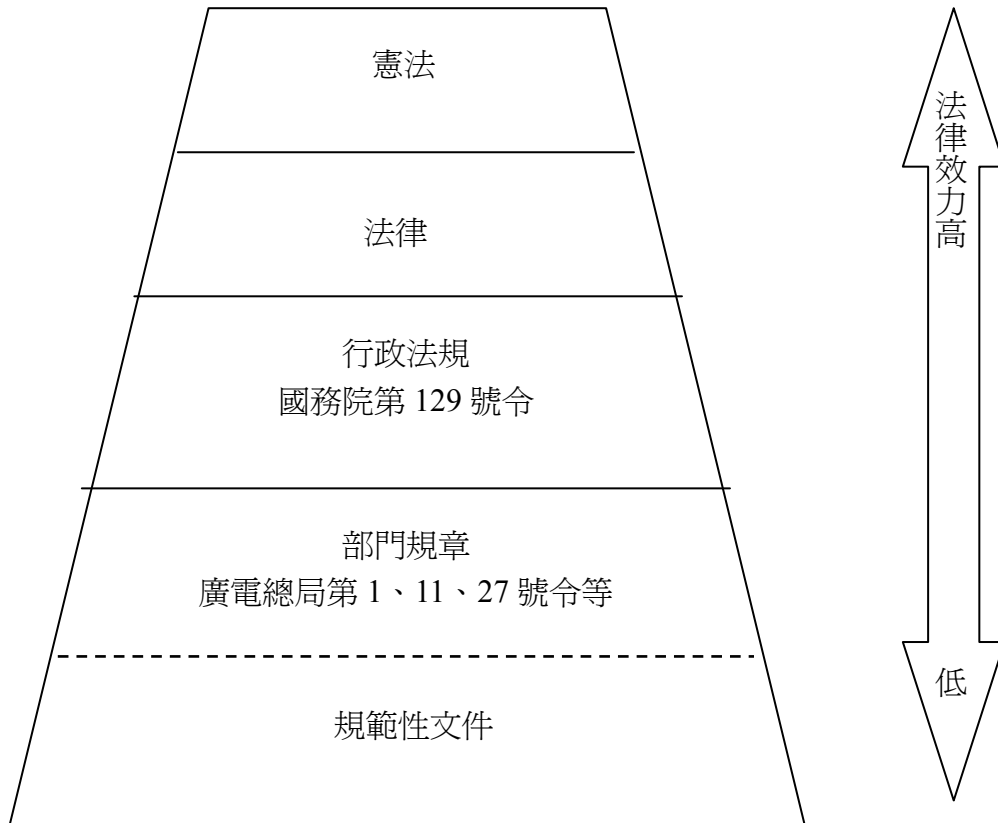 憲法
法律
行政法規
國務院第 129 號令
部門規章
廣電總局第 1、11、27 號令等
規範性文件
法律效力高
低